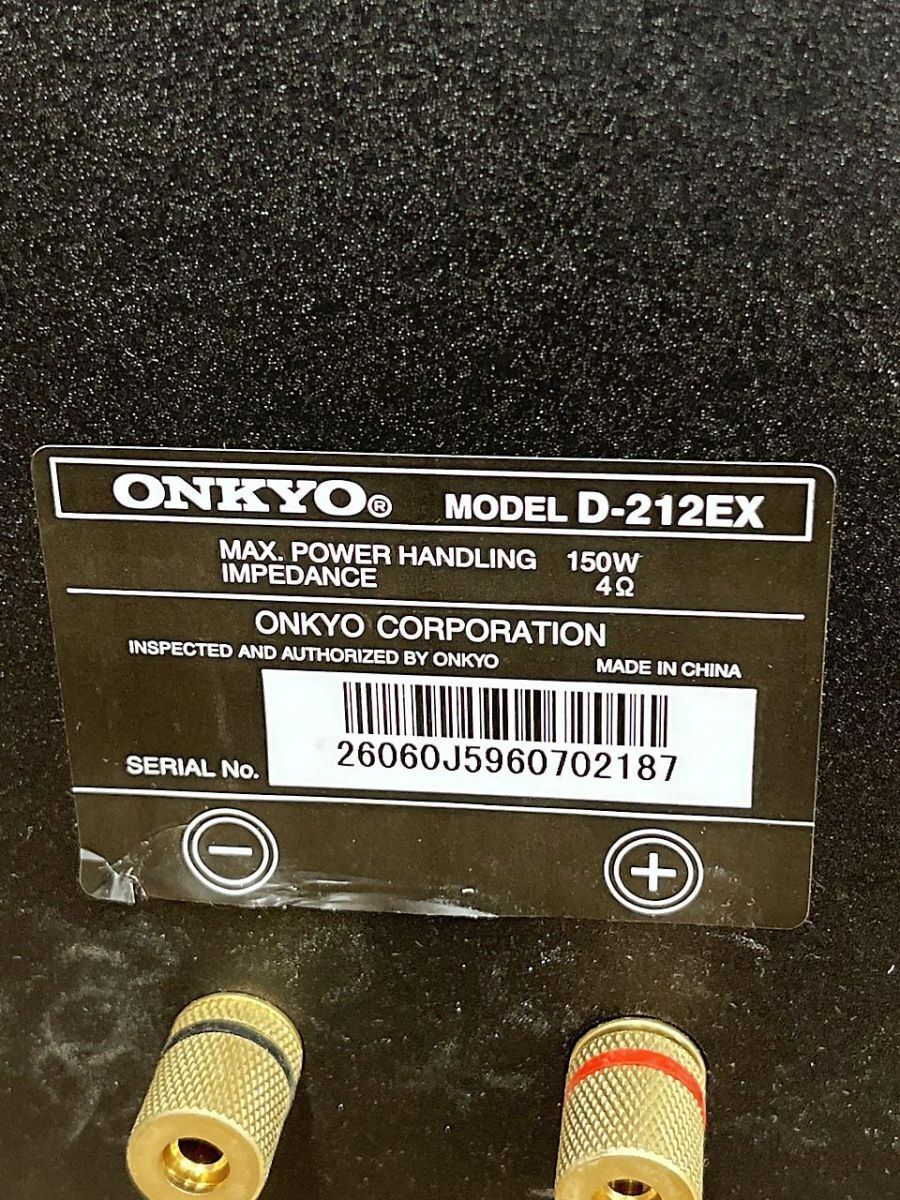 ONKYO® MODEL D-212EX
MAX. POWER HANDLING 150W
IMPEDANCE 4Ω
ONKYO CORPORATION
INSPECTED AND AUTHORIZED BY ONKYO MADE IN CHINA
SERIAL No. 26060J5960702187
− +